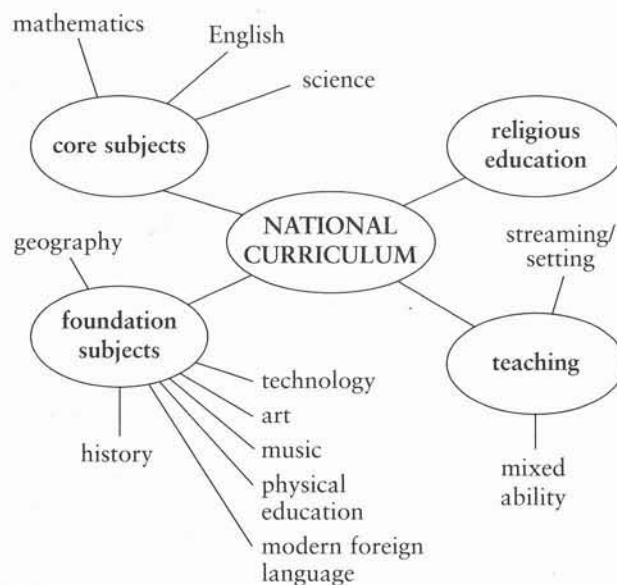 mathematics
English
science
core subjects
religious
education
NATIONAL
CURRICULUM
geography
streaming/
setting
foundation
subjects
teaching
technology
art
history
music
physical
education
mixed
ability
modern foreign
language